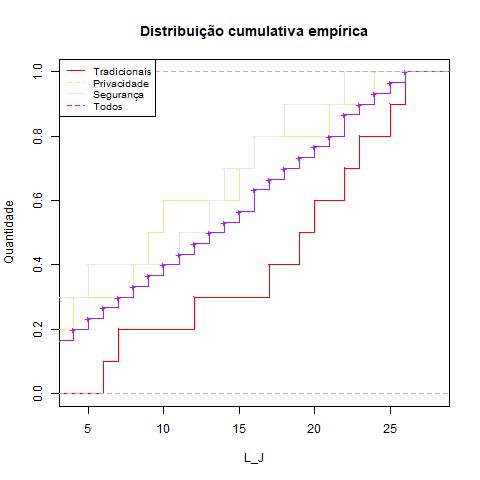 Distribuição cumulativa empírica
Tradicionais
Privacidade
Segurança
Todos
Quantidade
1.0
0.8
0.6
0.4
0.2
0.0
5 10 15 20 25
L_J